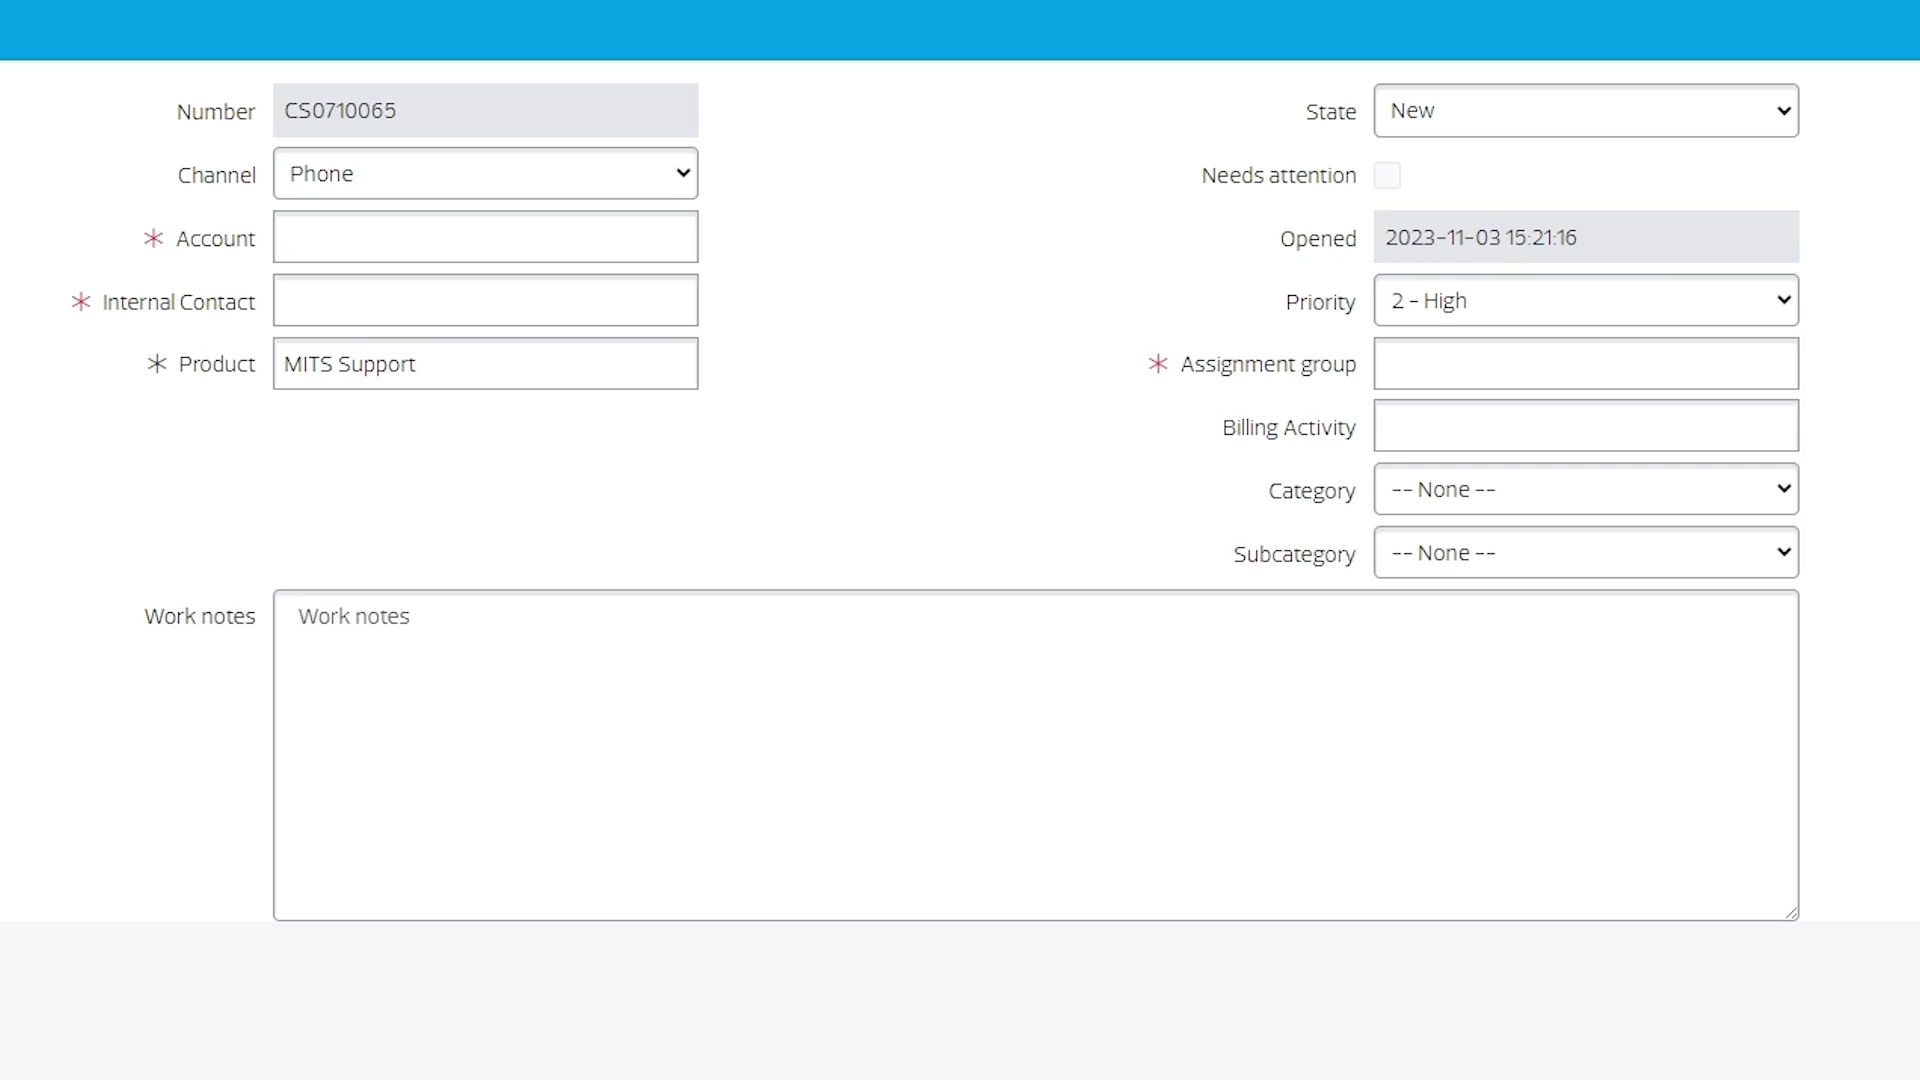 Number CS0710065
Channel Phone
* Account
* Internal Contact
* Product MITS Support
State New
Needs attention
Opened 2023-11-03 15:21:16
Priority 2 - High
* Assignment group
Billing Activity
Category -- None --
Subcategory -- None --
Work notes Work notes